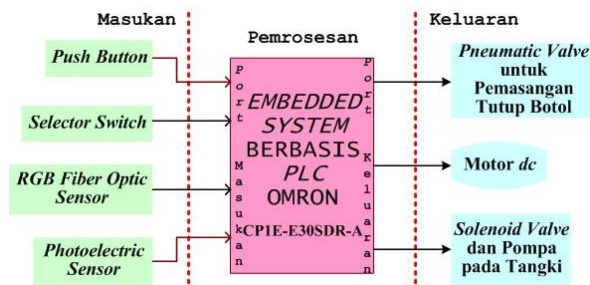 Masukan
Pemrosesan
Keluaran
Push Button
Selector Switch
RGB Fiber Optic
Sensor
Photoelectric
Sensor
Port Masukan
EMBEDDED
SYSTEM
BERBASIS
PLC
OMRON
CP1E-E30SDR-A
Port Keluaran
Pneumatic Valve
untuk
Pemasangan
Tutup Botol
Motor dc
Solenoid Valve
dan Pompa
pada Tangki